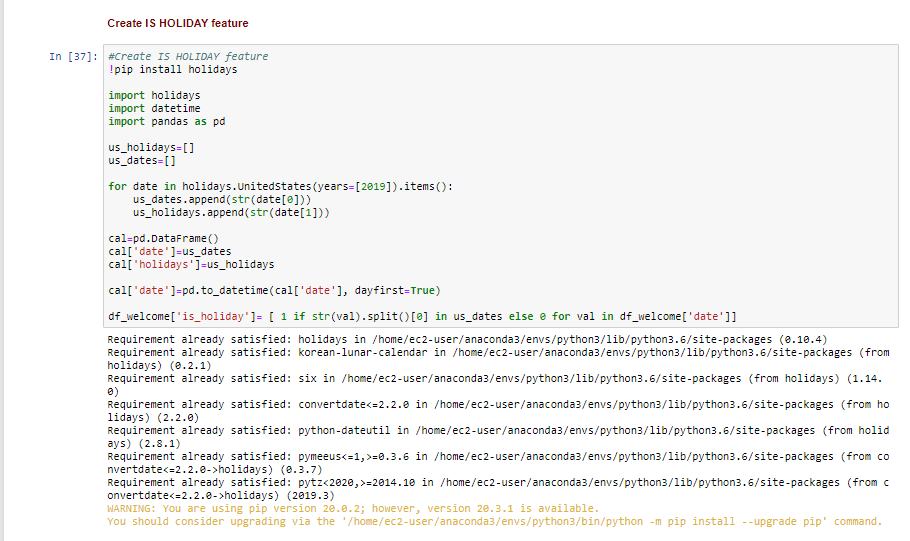 Create IS HOLIDAY feature
In [37]: #Create IS HOLIDAY feature
!pip install holidays
import holidays
import datetime
import pandas as pd
us_holidays=[]
us_dates=[]
for date in holidays.UnitedStates(years=[2019]).items():
    us_dates.append(str(date[0]))
    us_holidays.append(str(date[1]))
cal=pd.DataFrame()
cal['date']=us_dates
cal['holidays']=us_holidays
cal['date']=pd.to_datetime(cal['date'], dayfirst=True)
df_welcome['is_holiday']= [ 1 if str(val).split()[0] in us_dates else 0 for val in df_welcome['date']]
Requirement already satisfied: holidays in /home/ec2-user/anaconda3/envs/python3/lib/python3.6/site-packages (0.10.4)
Requirement already satisfied: korean-lunar-calendar in /home/ec2-user/anaconda3/envs/python3/lib/python3.6/site-packages (from
holidays) (0.2.1)
Requirement already satisfied: six in /home/ec2-user/anaconda3/envs/python3/lib/python3.6/site-packages (from holidays) (1.14.
0)
Requirement already satisfied: convertdate<=2.2.0 in /home/ec2-user/anaconda3/envs/python3/lib/python3.6/site-packages (from ho
lidays) (2.2.0)
Requirement already satisfied: python-dateutil in /home/ec2-user/anaconda3/envs/python3/lib/python3.6/site-packages (from holid
ays) (2.8.1)
Requirement already satisfied: pymeeus<=1,>=0.3.6 in /home/ec2-user/anaconda3/envs/python3/lib/python3.6/site-packages (from co
nvertdate<=2.2.0->holidays) (0.3.7)
Requirement already satisfied: pytz<2020,>=2014.10 in /home/ec2-user/anaconda3/envs/python3/lib/python3.6/site-packages (from c
onvertdate<=2.2.0->holidays) (2019.3)
WARNING: You are using pip version 20.0.2; however, version 20.3.1 is available.
You should consider upgrading via the '/home/ec2-user/anaconda3/envs/python3/bin/python -m pip install --upgrade pip' command.